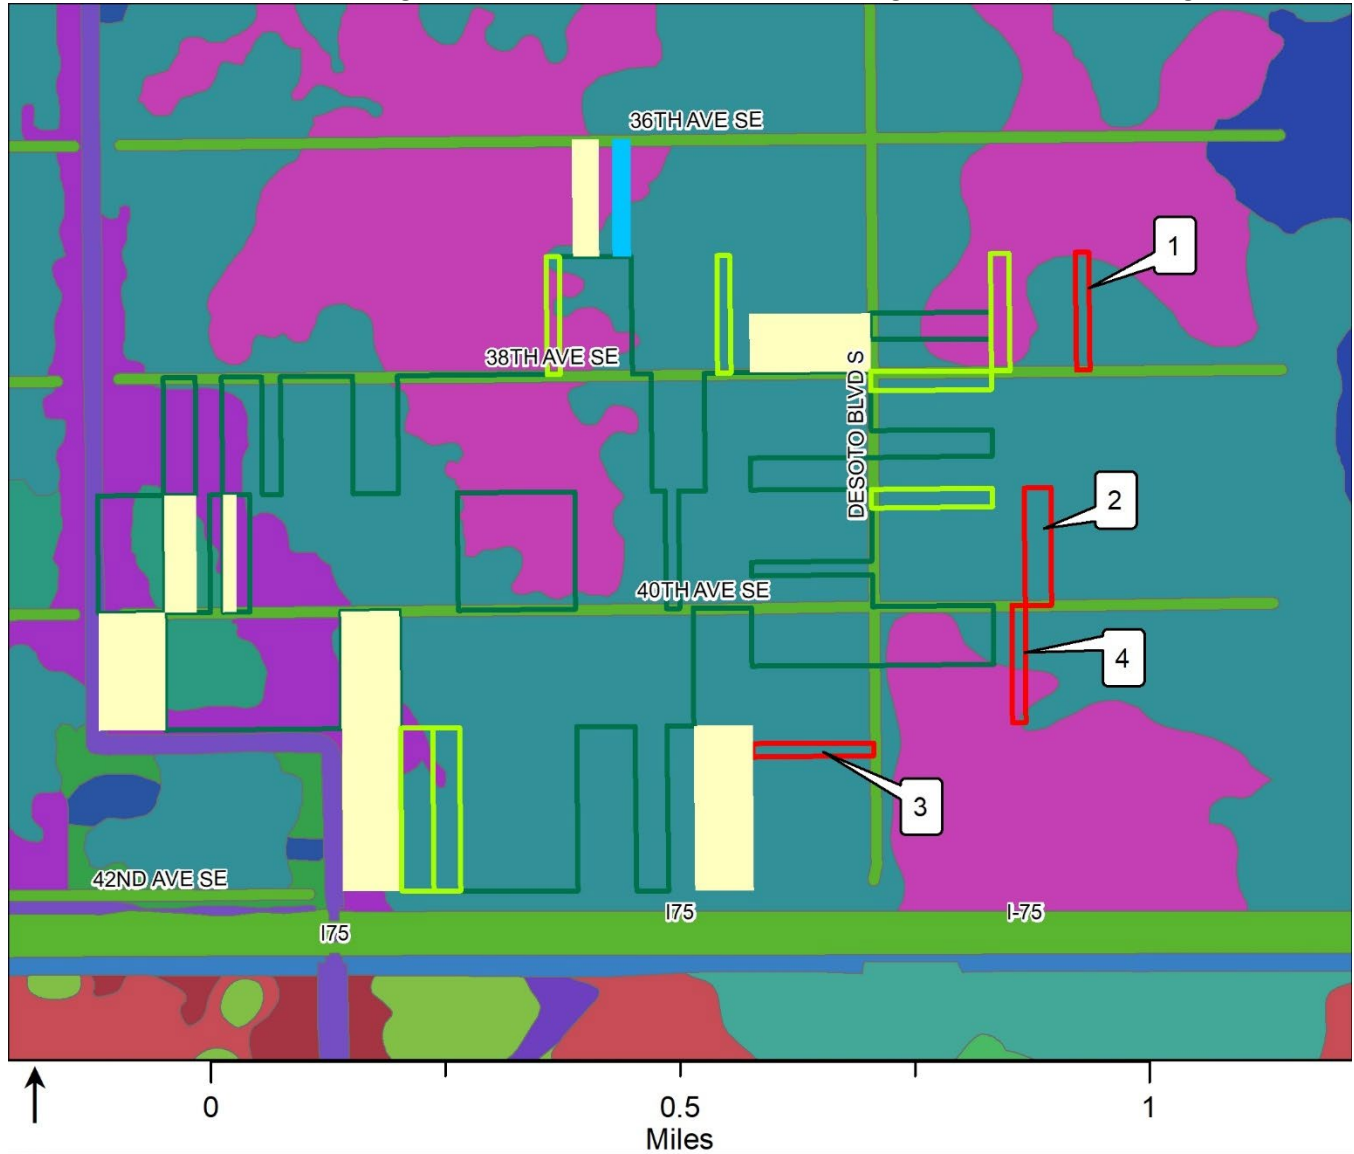 36TH AVE SE
1
38TH AVE SE
DESOTO BLVD S
2
40TH AVE SE
4
3
42ND AVE SE
I75
I75
I-75
0
0.5
1
Miles